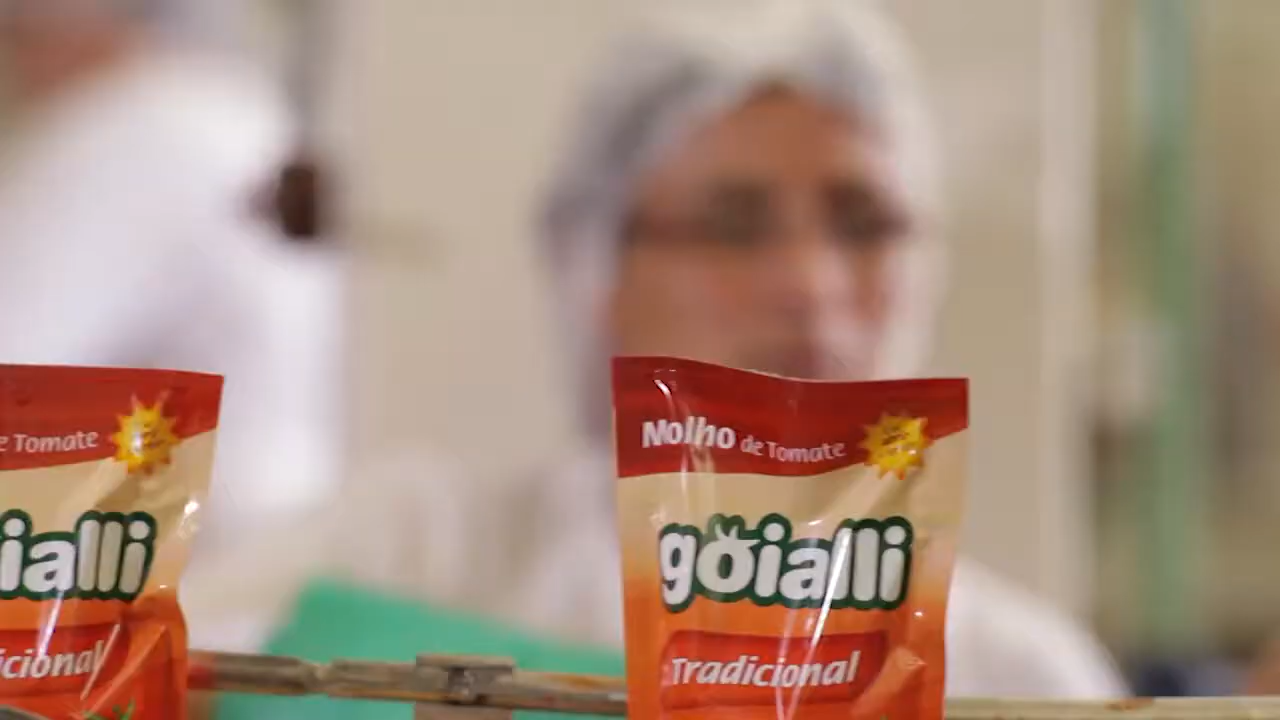 e Tomate
ialli
icional
Molho de Tomate
goialli
Tradicional